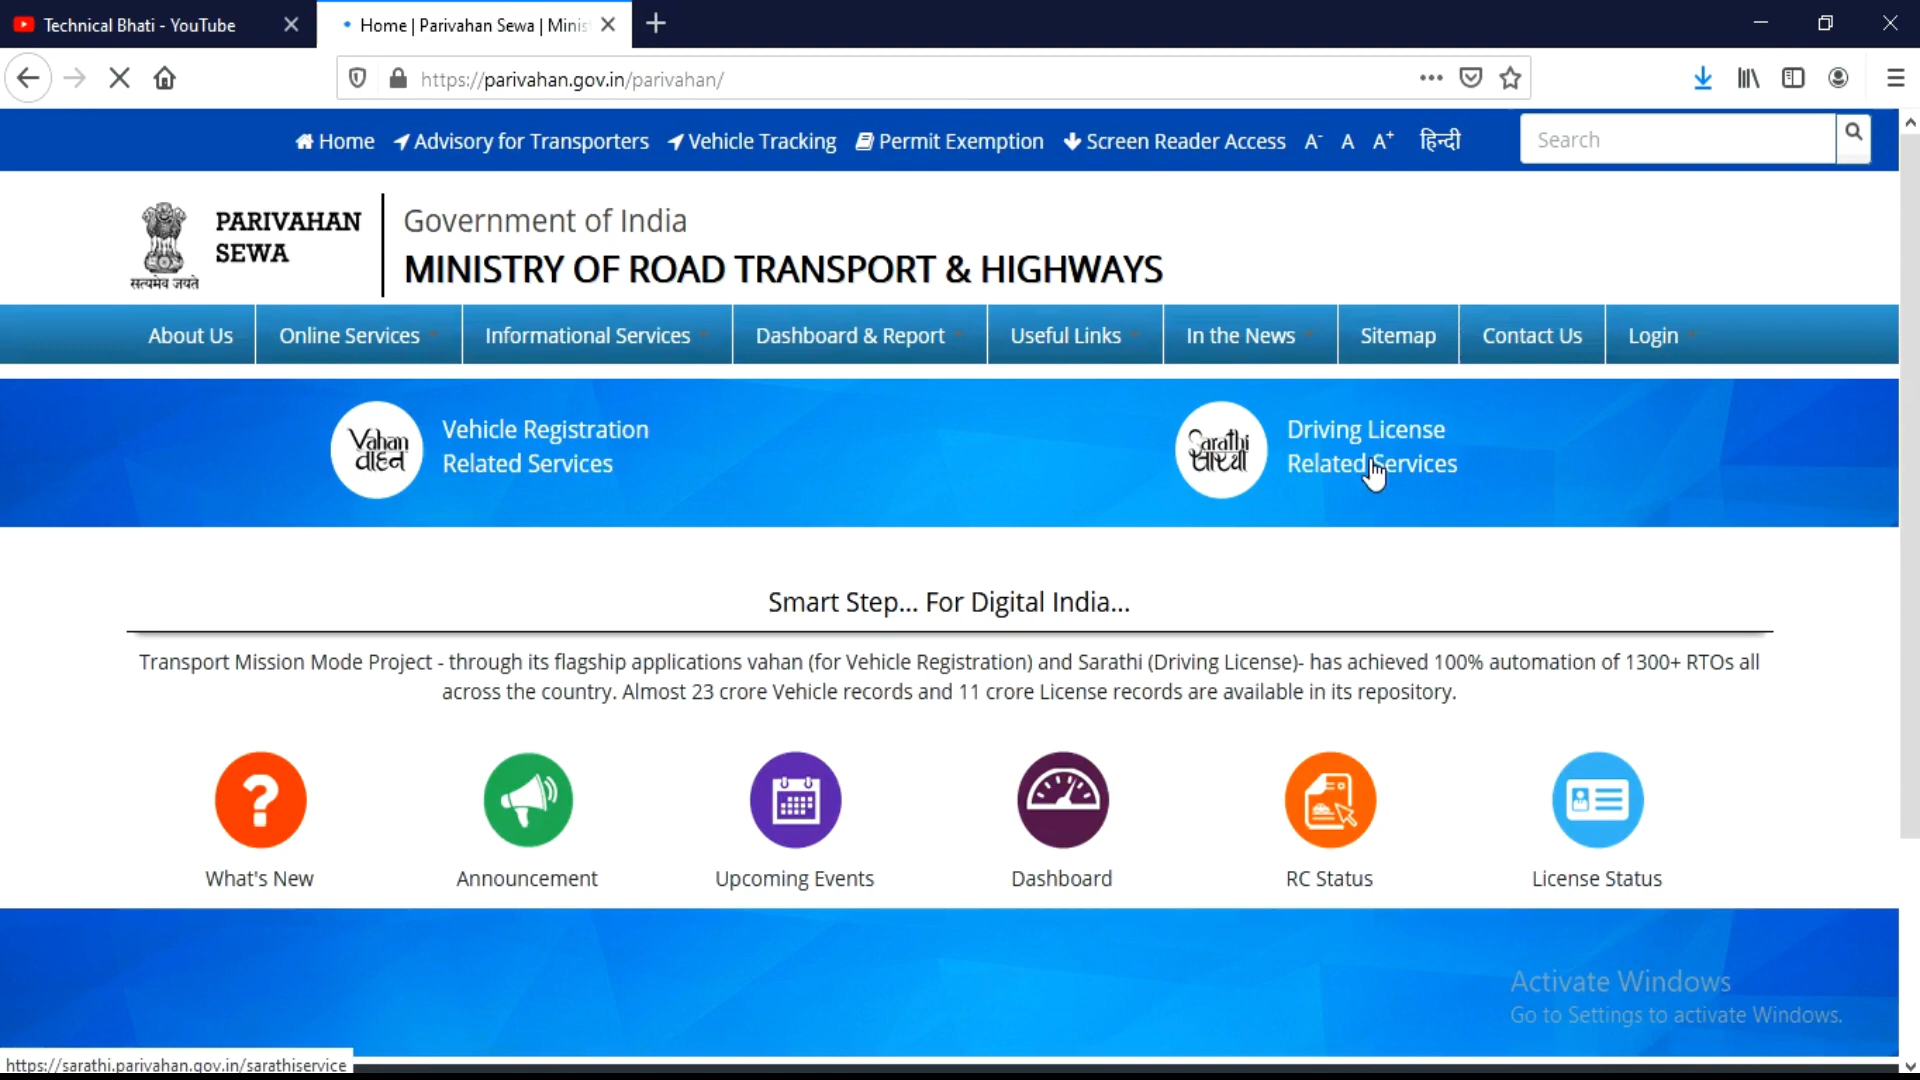 Technical Bhati - YouTube
Home | Parivahan Sewa | Minis
https://parivahan.gov.in/parivahan/
Home Advisory for Transporters Vehicle Tracking Permit Exemption Screen Reader Access A- A A+ हिन्दी Search
PARIVAHAN
SEWA
सत्यमेव जयते
Government of India
MINISTRY OF ROAD TRANSPORT & HIGHWAYS
About Us Online Services Informational Services Dashboard & Report Useful Links In the News Sitemap Contact Us Login
Vahan
वाहन
Vehicle Registration
Related Services
Sarathi
सारथी
Driving License
Related Services
Smart Step... For Digital India...
Transport Mission Mode Project - through its flagship applications vahan (for Vehicle Registration) and Sarathi (Driving License)- has achieved 100% automation of 1300+ RTOs all
across the country. Almost 23 crore Vehicle records and 11 crore License records are available in its repository.
What's New Announcement Upcoming Events Dashboard RC Status License Status
Activate Windows
Go to Settings to activate Windows.
https://sarathi.parivahan.gov.in/sarathiservice